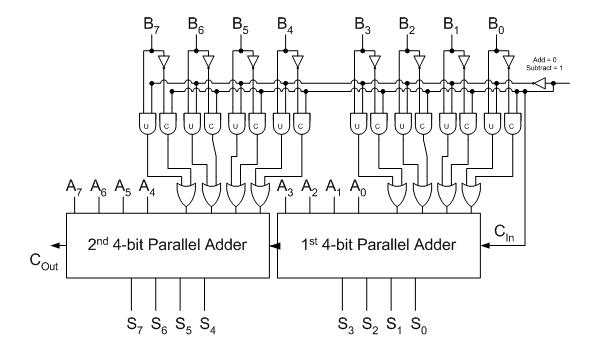 B7 B6 B5 B4 B3 B2 B1 B0
Add = 0
Subtract = 1
U C U C U C U C U C U C U C U C
A7 A6 A5 A4 A3 A2 A1 A0
2nd 4-bit Parallel Adder
1st 4-bit Parallel Adder
CIn
COut
S7 S6 S5 S4 S3 S2 S1 S0